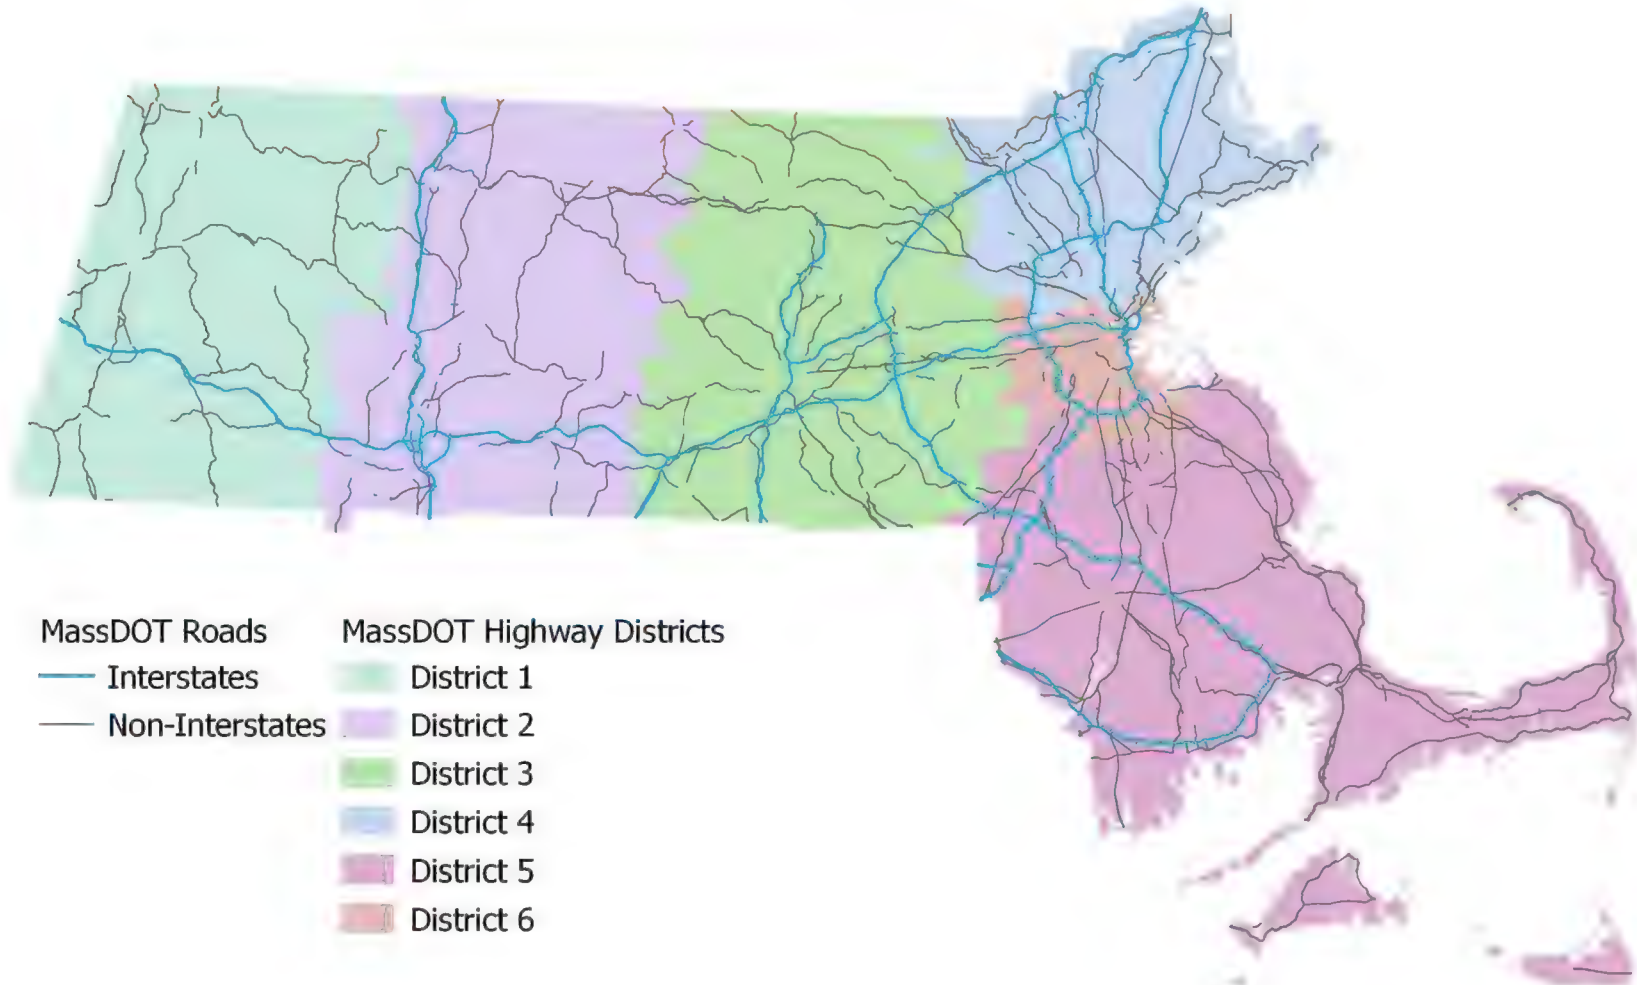 MassDOT Roads
Interstates
Non-Interstates
MassDOT Highway Districts
District 1
District 2
District 3
District 4
District 5
District 6